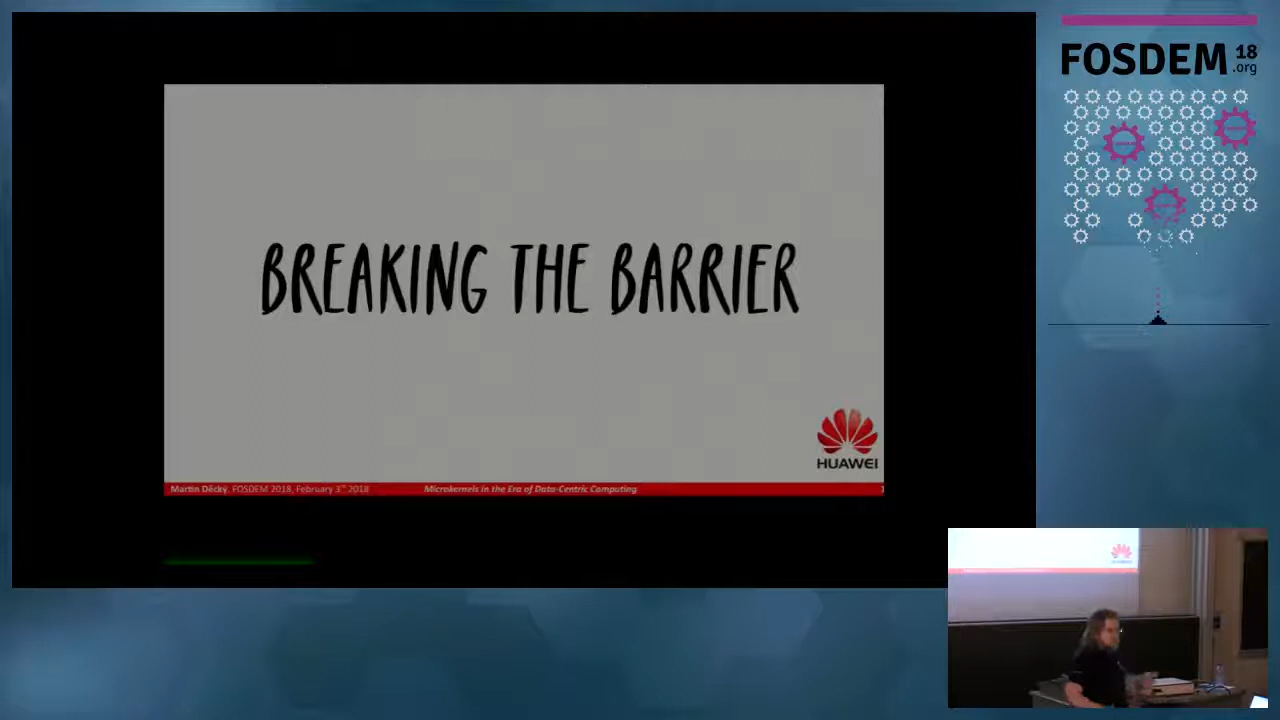 BREAKING THE BARRIER
HUAWEI
Martin Děcký, FOSDEM 2018, February 3rd 2018
Microkernels in the Era of Data-Centric Computing
FOSDEM 18
.org